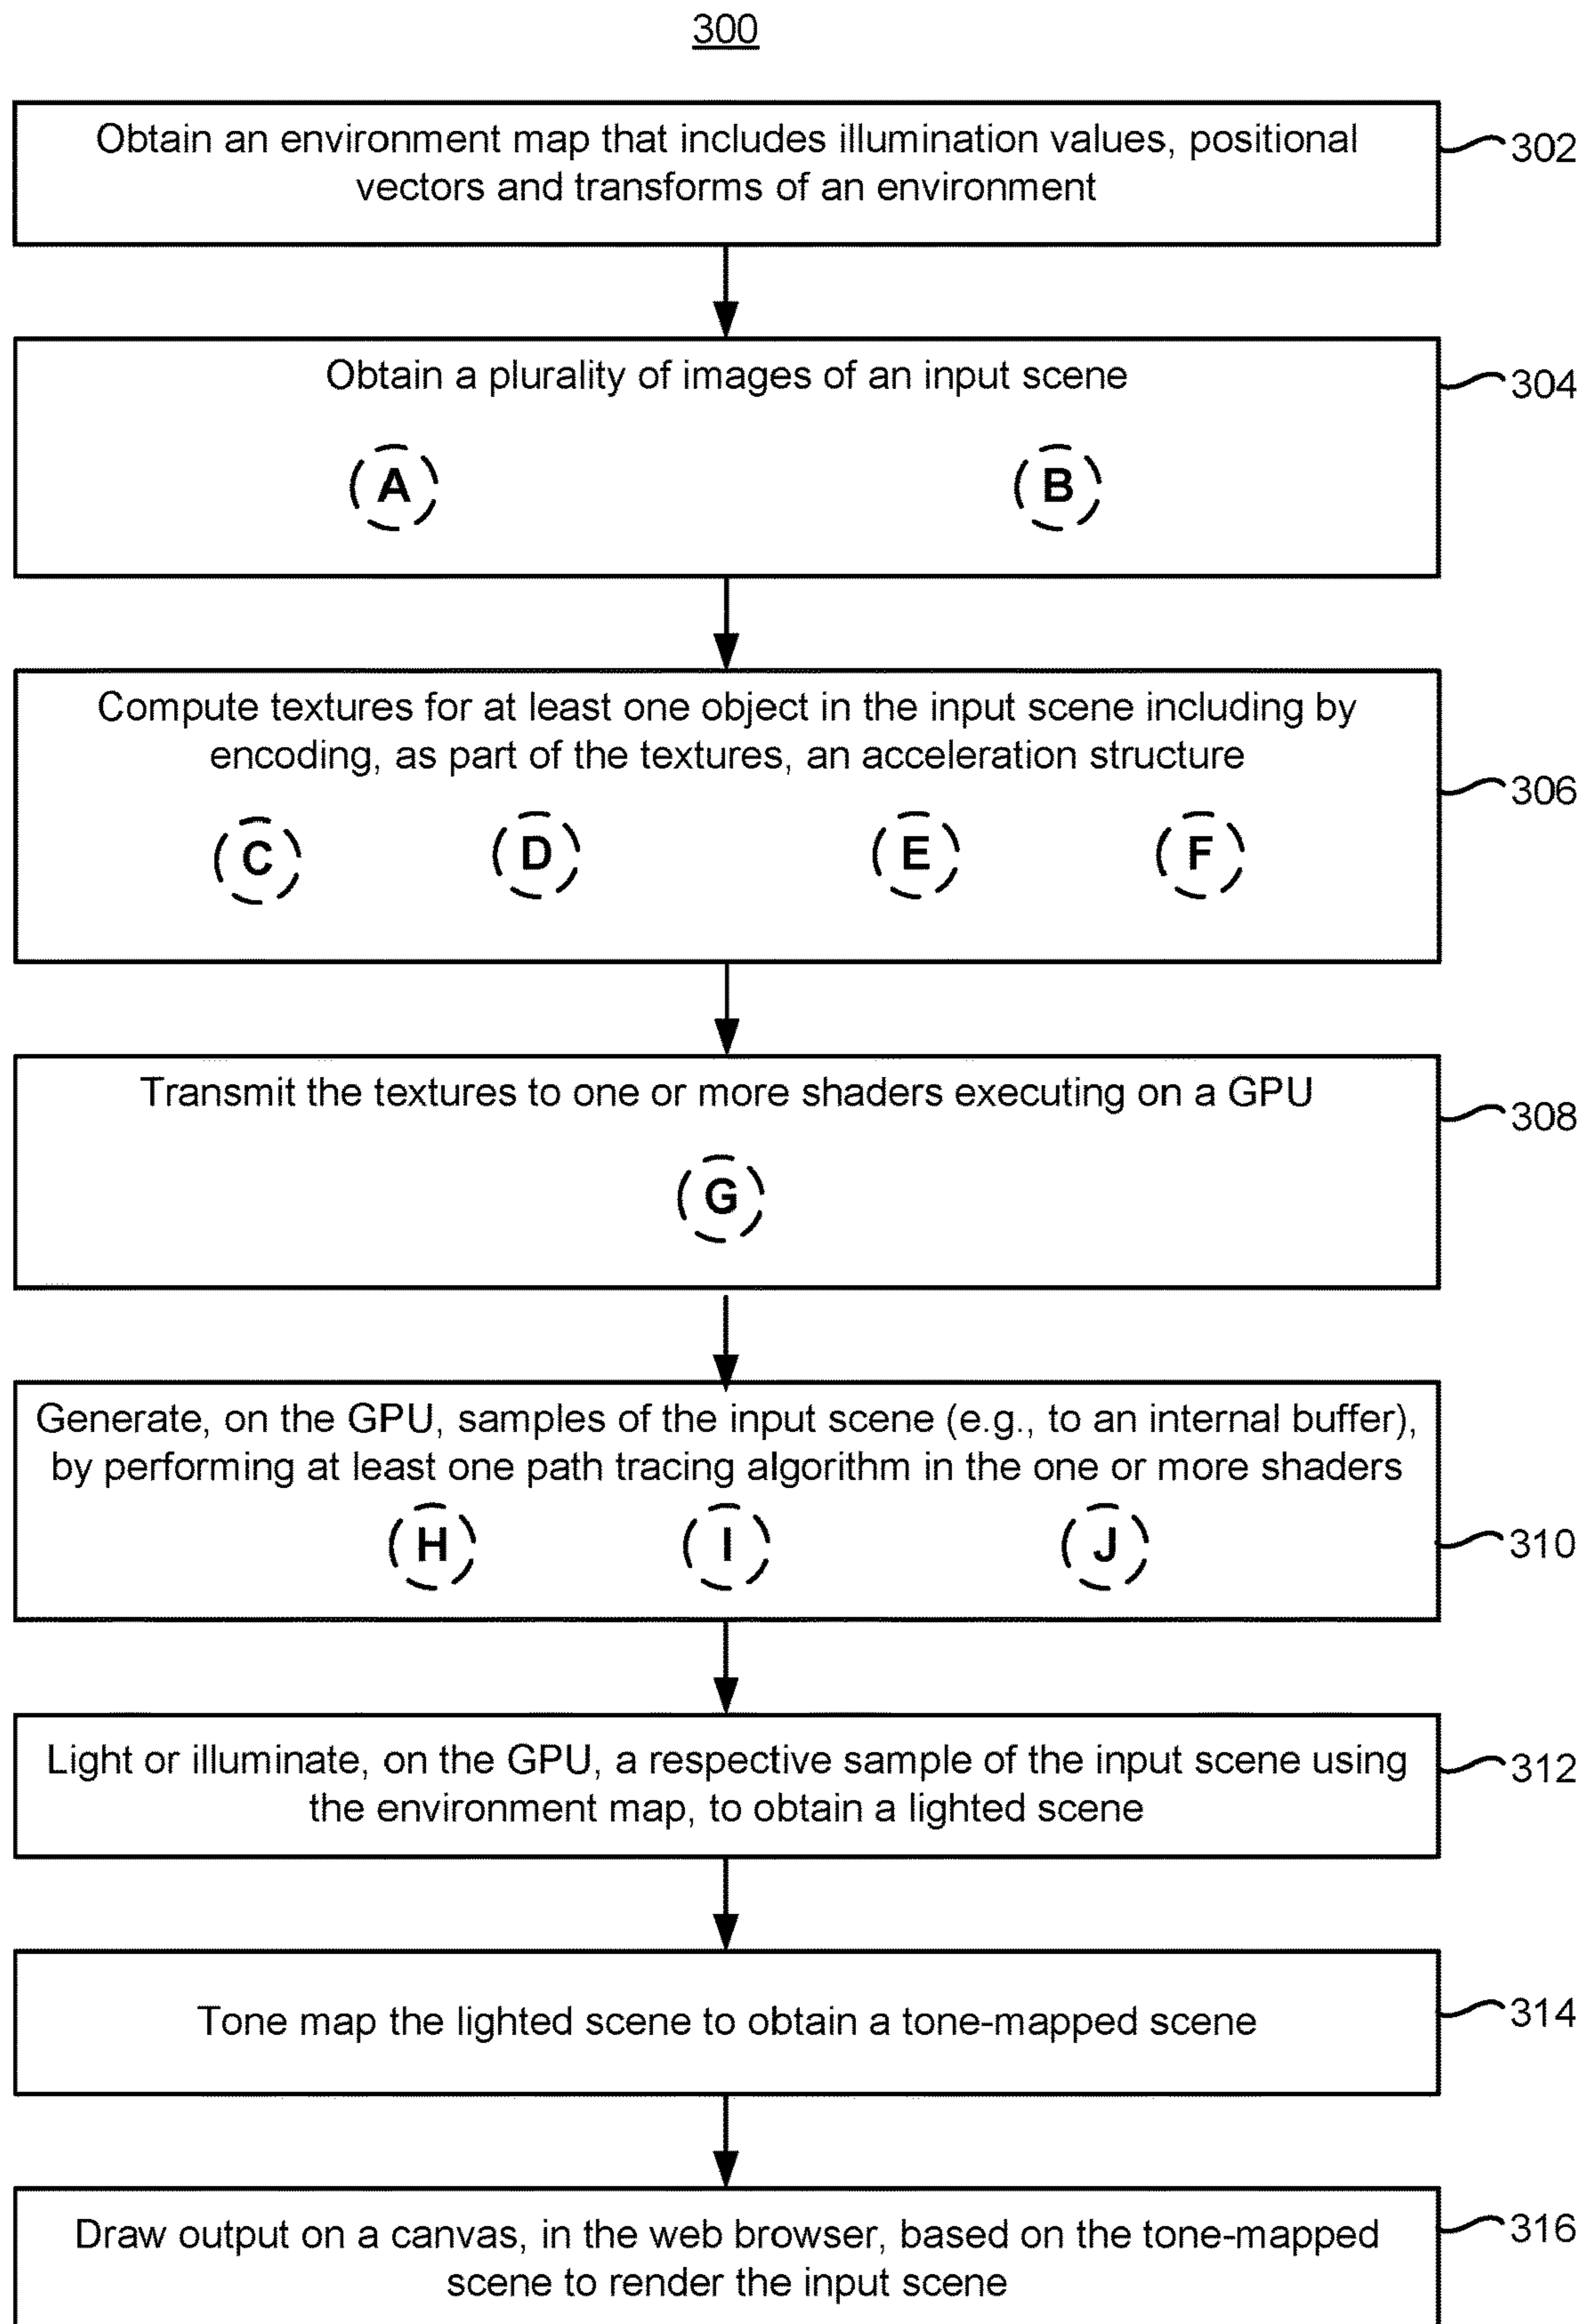 300
Obtain an environment map that includes illumination values, positional
vectors and transforms of an environment
302
Obtain a plurality of images of an input scene
304
A B
Compute textures for at least one object in the input scene including by
encoding, as part of the textures, an acceleration structure
306
C D E F
Transmit the textures to one or more shaders executing on a GPU
308
G
Generate, on the GPU, samples of the input scene (e.g., to an internal buffer),
by performing at least one path tracing algorithm in the one or more shaders
H I J
310
Light or illuminate, on the GPU, a respective sample of the input scene using
the environment map, to obtain a lighted scene
312
Tone map the lighted scene to obtain a tone-mapped scene
314
Draw output on a canvas, in the web browser, based on the tone-mapped
scene to render the input scene
316